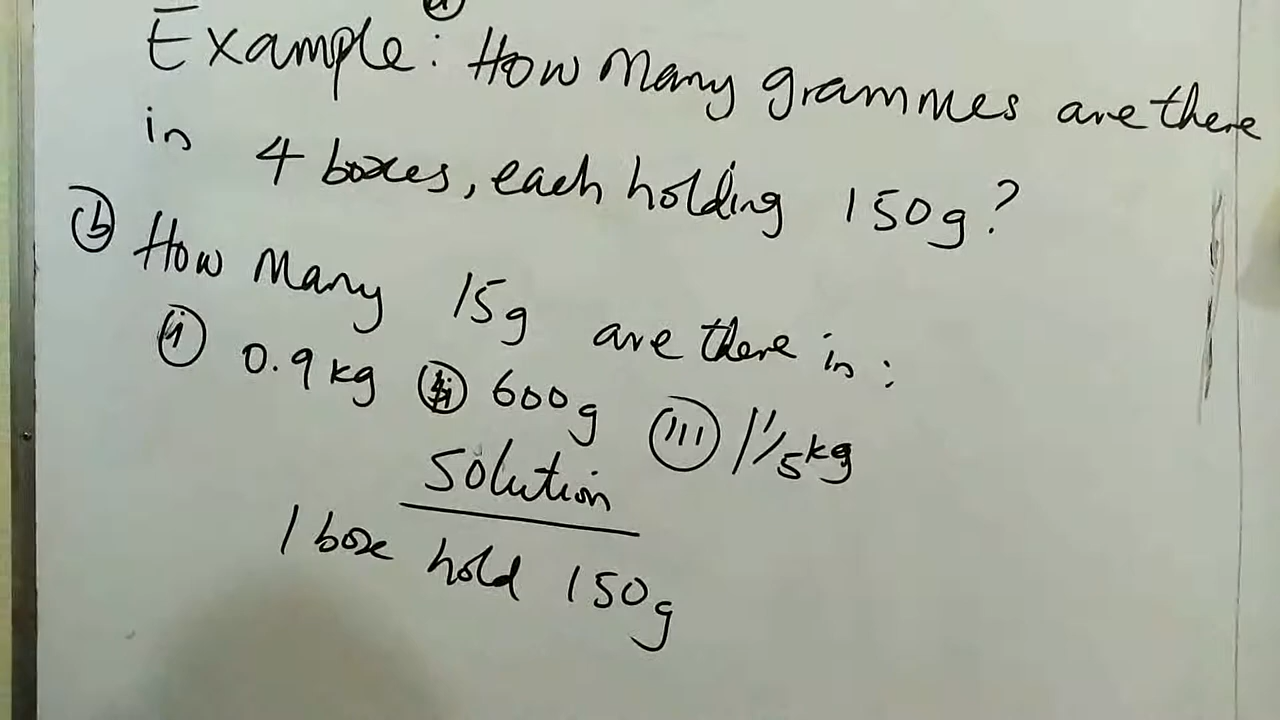 (a)
Example: How many grammes are there
in 4 boxes, each holding 150g?
(b) How many 15g are there in:
(i) 0.9kg (ii) 600g (iii) 1 1/5 kg
Solution
1 box hold 150g